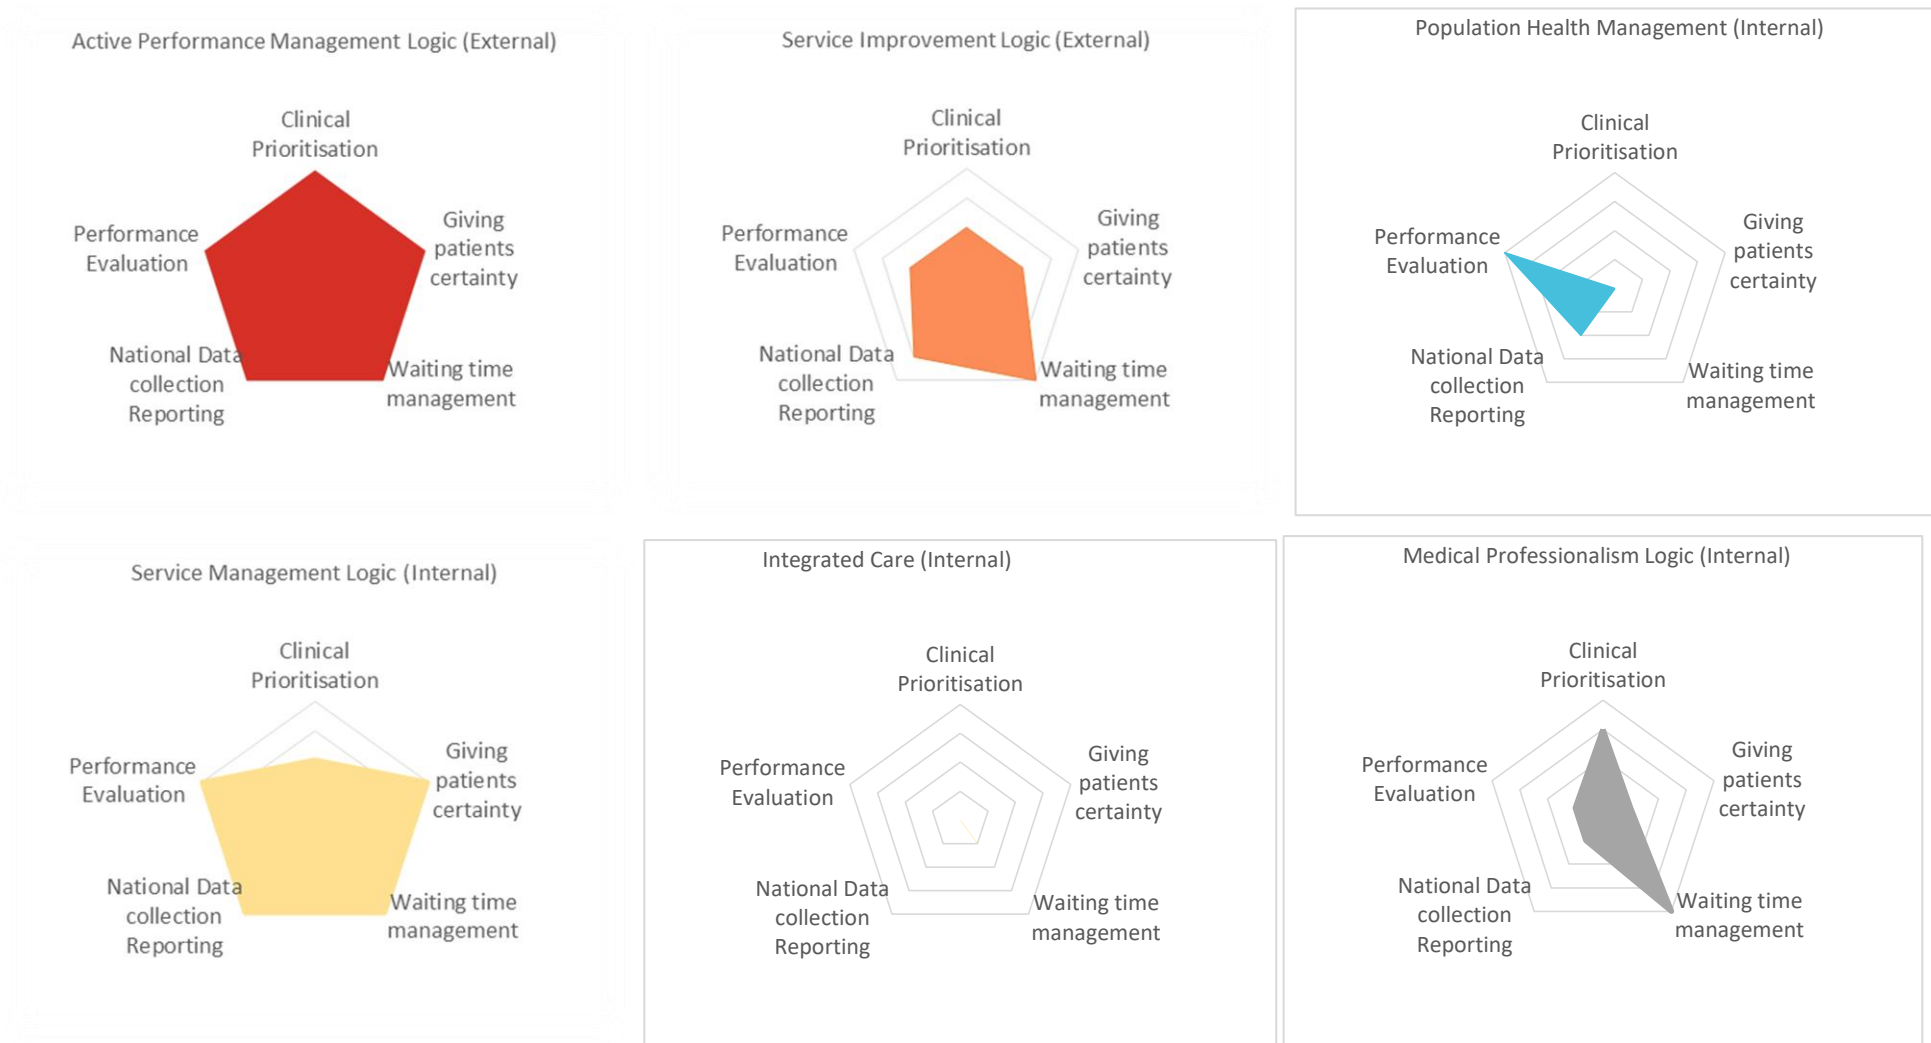 Active Performance Management Logic (External)
Clinical
Prioritisation
Giving
patients
certainty
Waiting time
management
National Data
collection
Reporting
Performance
Evaluation
Service Improvement Logic (External)
Clinical
Prioritisation
Giving
patients
certainty
Waiting time
management
National Data
collection
Reporting
Performance
Evaluation
Population Health Management (Internal)
Clinical
Prioritisation
Giving
patients
certainty
Waiting time
management
National Data
collection
Reporting
Performance
Evaluation
Service Management Logic (Internal)
Clinical
Prioritisation
Giving
patients
certainty
Waiting time
management
National Data
collection
Reporting
Performance
Evaluation
Integrated Care (Internal)
Clinical
Prioritisation
Giving
patients
certainty
Waiting time
management
National Data
collection
Reporting
Performance
Evaluation
Medical Professionalism Logic (Internal)
Clinical
Prioritisation
Giving
patients
certainty
Waiting time
management
National Data
collection
Reporting
Performance
Evaluation